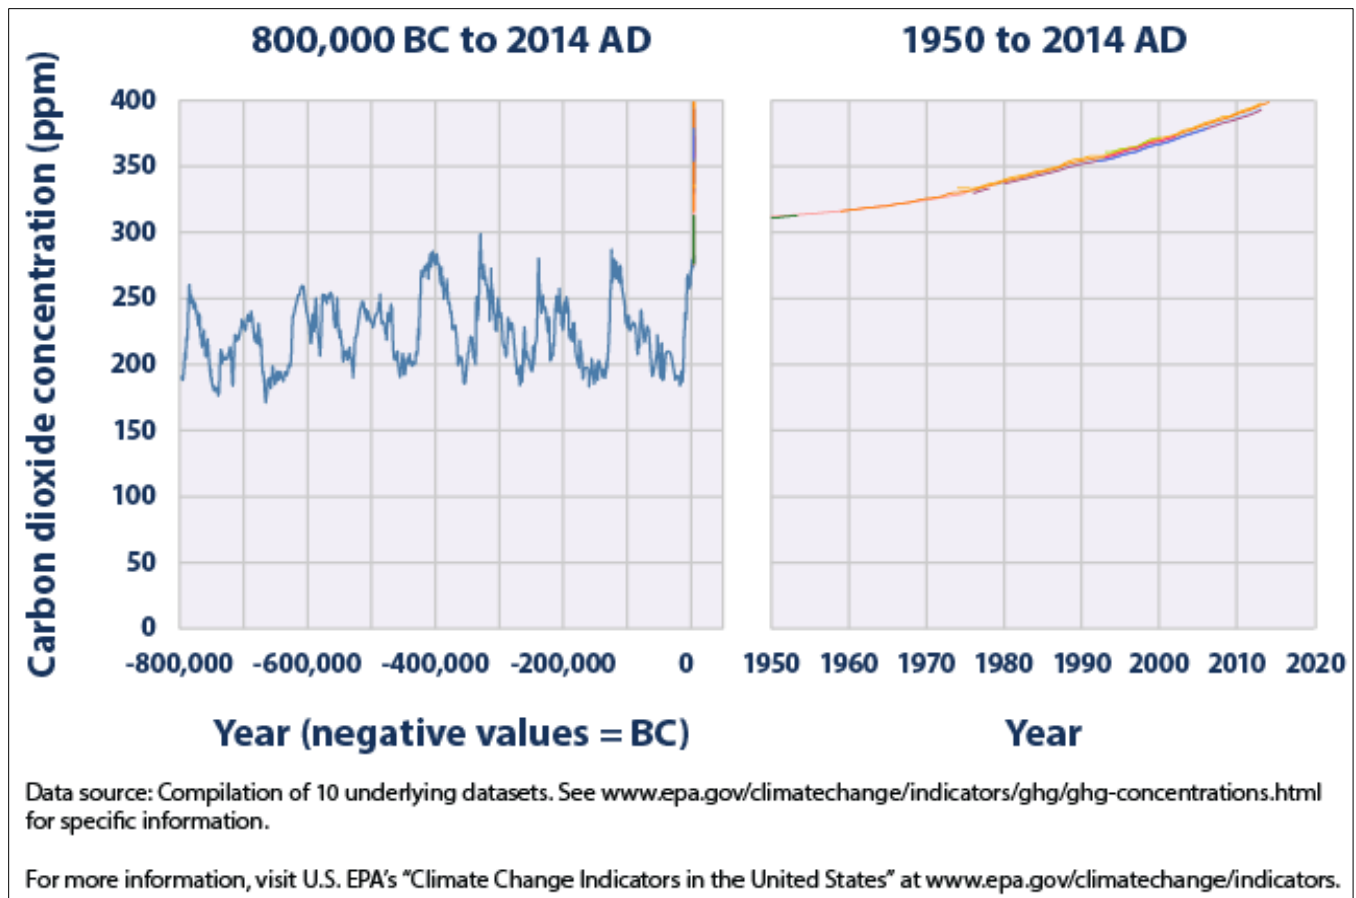 800,000 BC to 2014 AD
1950 to 2014 AD
Carbon dioxide concentration (ppm)
400
350
300
250
200
150
100
50
0
-800,000 -600,000 -400,000 -200,000 0
1950 1960 1970 1980 1990 2000 2010 2020
Year (negative values = BC)
Year
Data source: Compilation of 10 underlying datasets. See www.epa.gov/climatechange/indicators/ghg/ghg-concentrations.html
for specific information.
For more information, visit U.S. EPA’s “Climate Change Indicators in the United States” at www.epa.gov/climatechange/indicators.